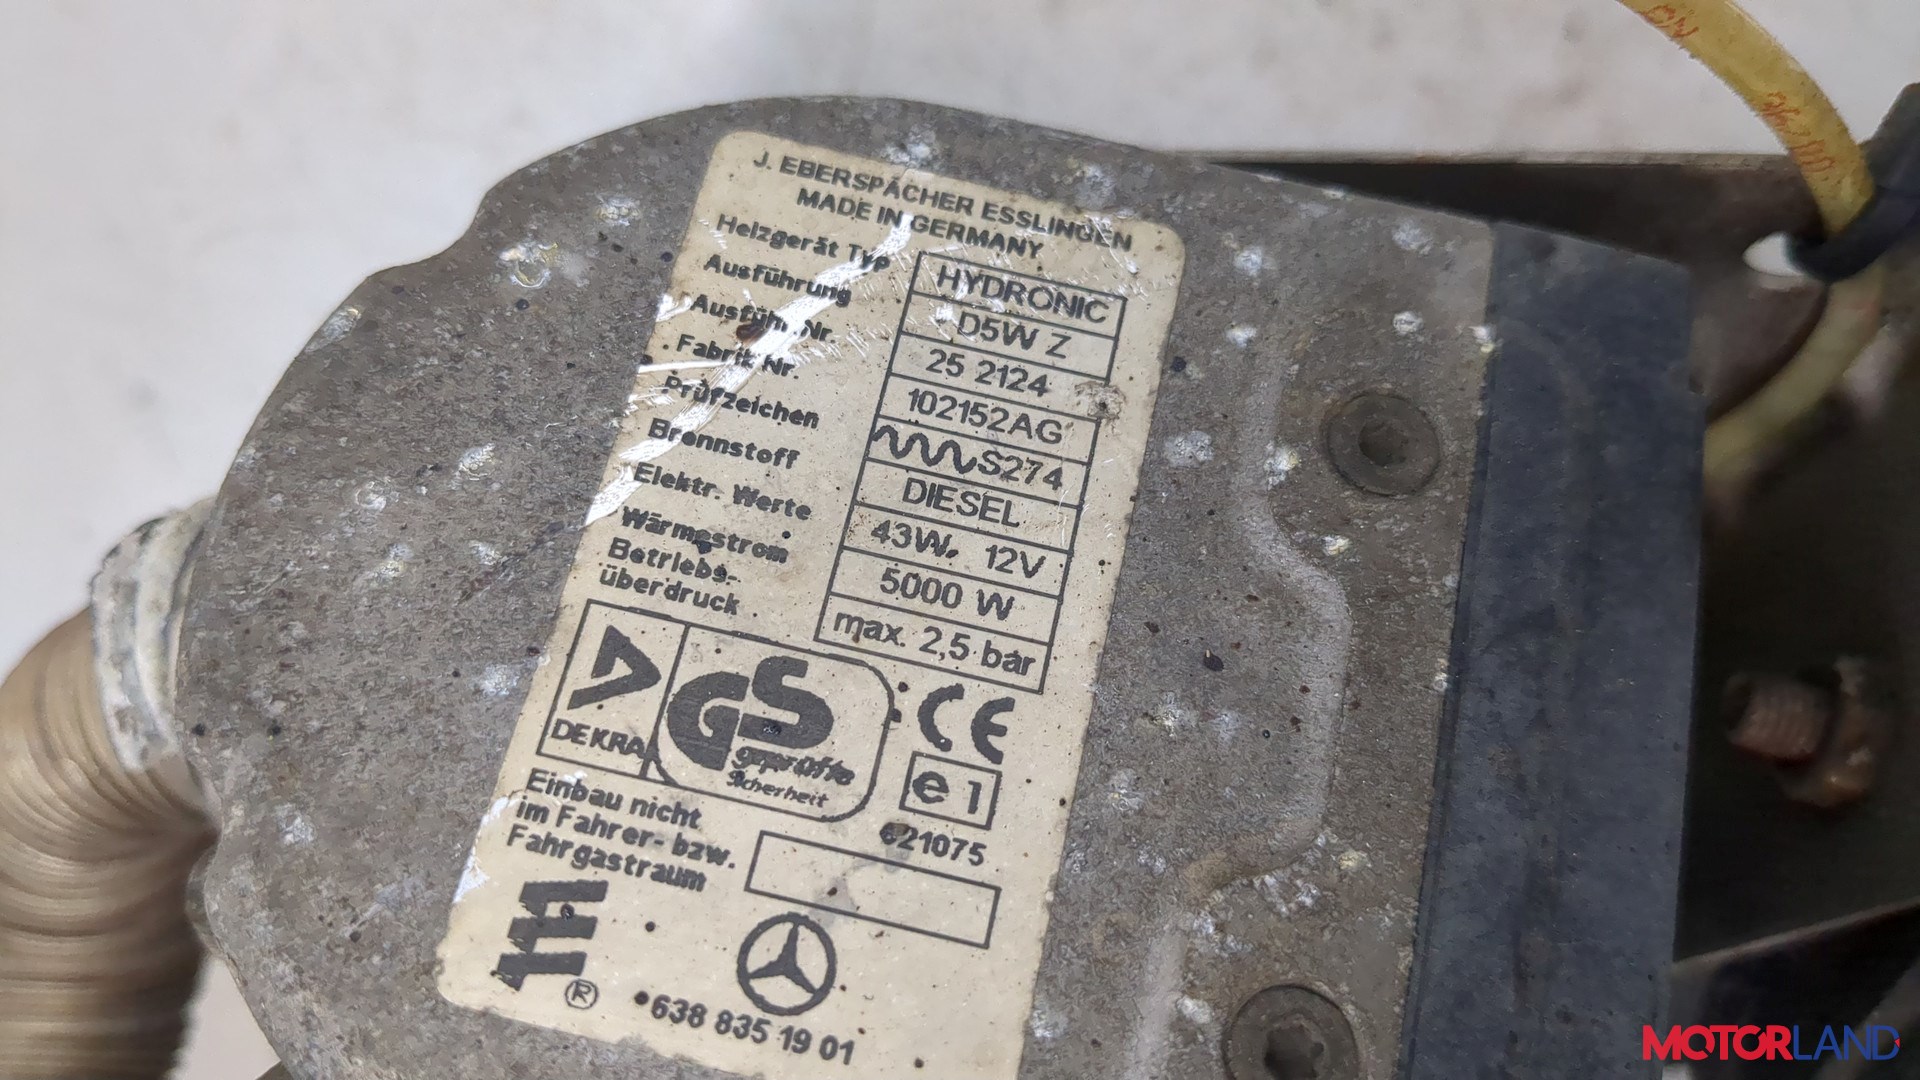 J. EBERSPÄCHER ESSLINGEN
MADE IN GERMANY
Heizgerät Typ HYDRONIC
Ausführung D5W Z
Ausführ. Nr. 25 2124
Fabrik Nr. 102152AG
Prüfzeichen S274
Brennstoff DIESEL
Elektr. Werte 43W. 12V
Wärmestrom 5000 W
Betriebs-
überdruck max. 2,5 bar
DEKRA
GS
geprüfte
Sicherheit
CE
e1
621075
Einbau nicht
im Fahrer- bzw.
Fahrgastraum
®
638 835 19 01
MOTORLAND